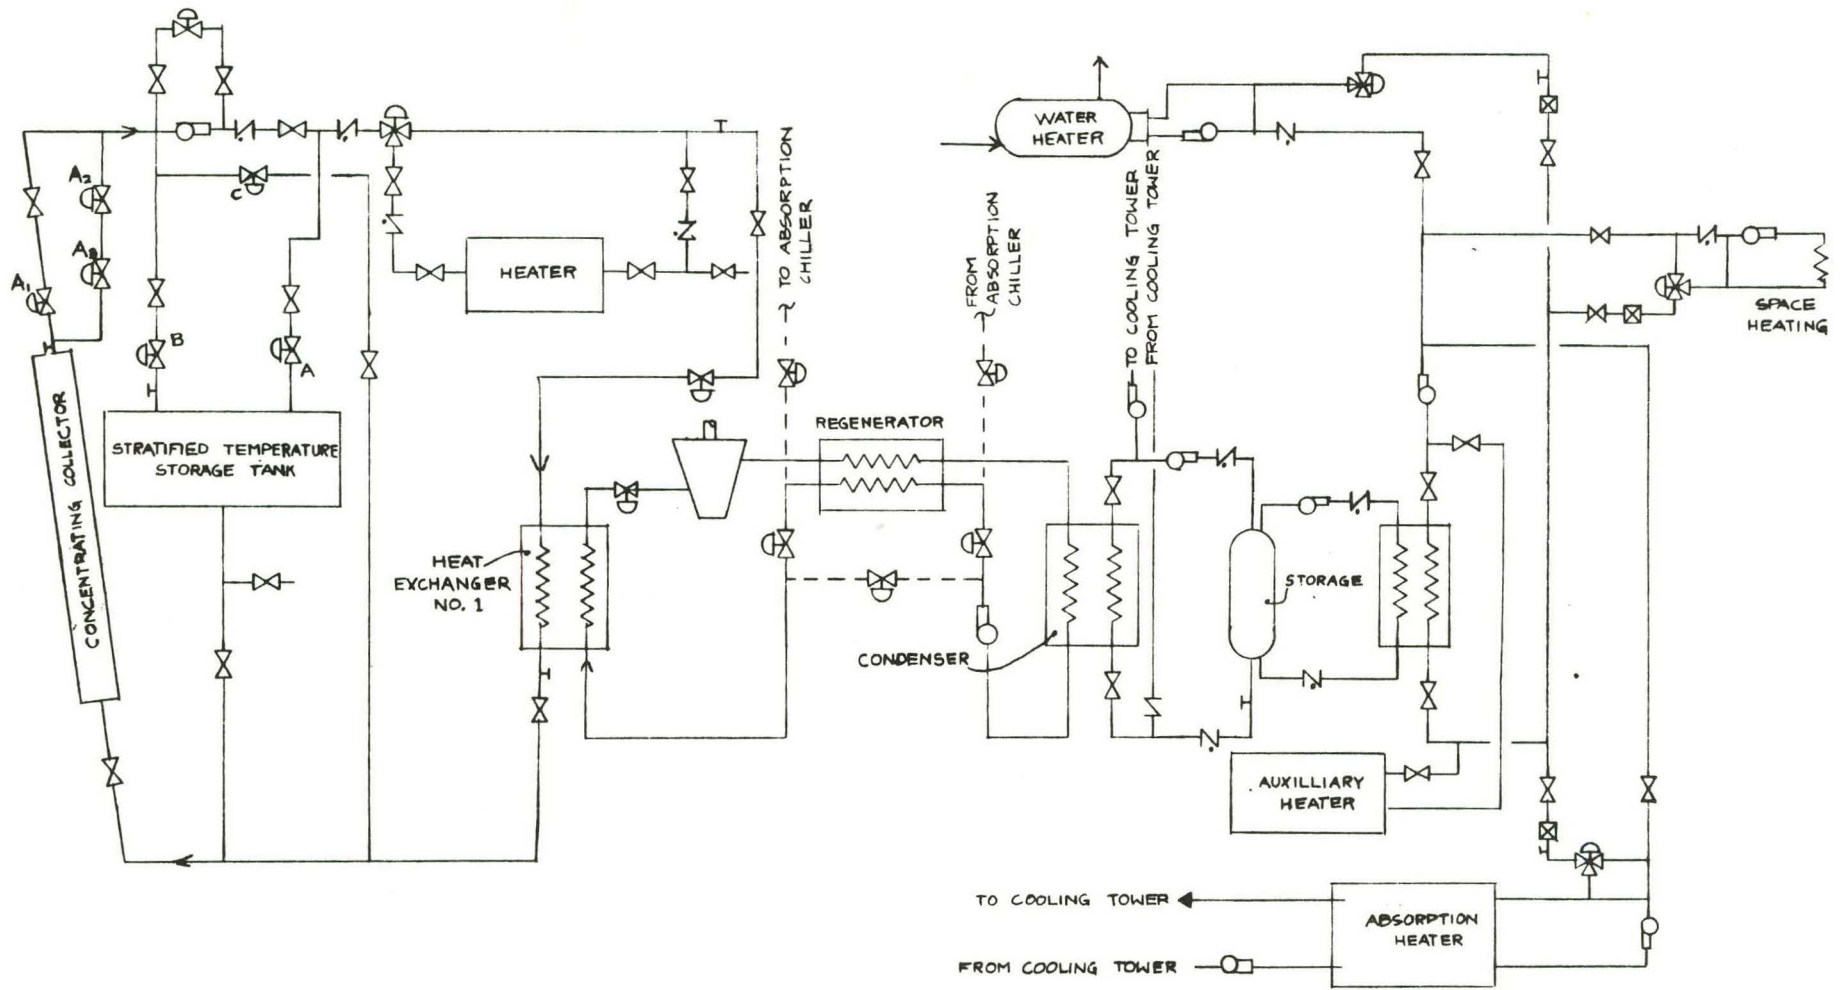 WATER
HEATER
A₂
A₃
A₁
C
B
A
HEATER
TO ABSORPTION
CHILLER
FROM
ABSORPTION
CHILLER
TO COOLING TOWER
FROM COOLING TOWER
SPACE
HEATING
T
T
T
T
REGENERATOR
CONCENTRATING COLLECTOR
STRATIFIED TEMPERATURE
STORAGE TANK
HEAT
EXCHANGER
NO. 1
STORAGE
CONDENSER
AUXILLIARY
HEATER
TO COOLING TOWER
ABSORPTION
HEATER
FROM COOLING TOWER